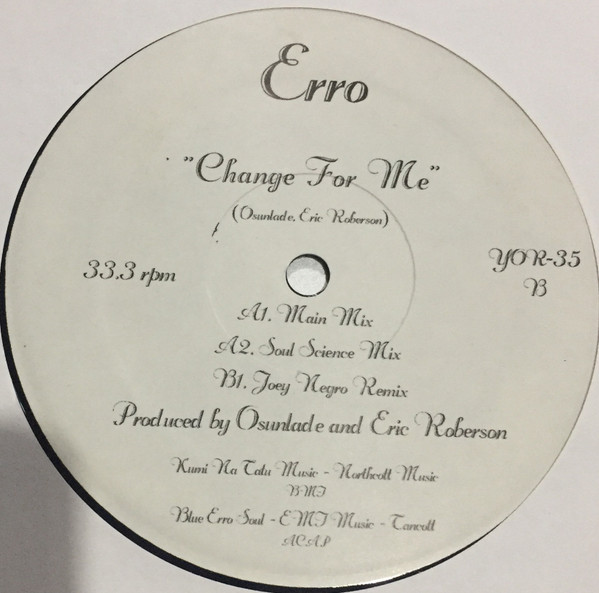 Erro
"Change For Me"
(Osunlade, Eric Roberson)
33.3 rpm
YOR-35
B
A1. Main Mix
A2. Soul Science Mix
B1. Joey Negro Remix
Produced by Osunlade and Eric Roberson
Kumi Na Tatu Music - Northcott Music
BMI
Blue Erro Soul - EMI Music - Tancott
ACAP